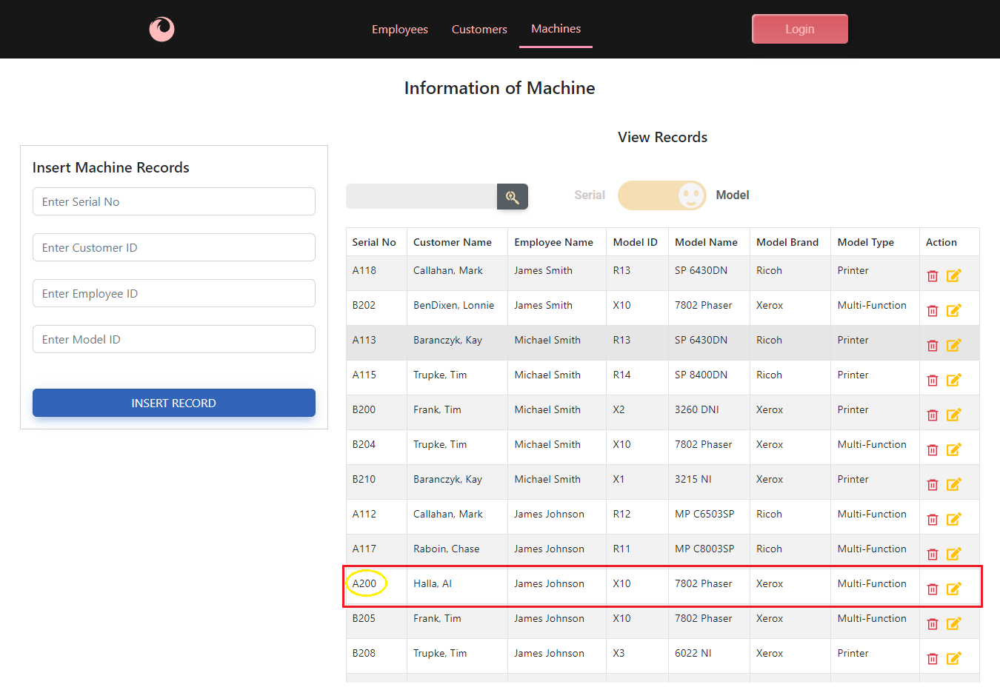 Employees Customers Machines Login
Information of Machine
View Records
Insert Machine Records
Enter Serial No
Enter Customer ID
Enter Employee ID
Enter Model ID
INSERT RECORD
Serial Model
Serial No Customer Name Employee Name Model ID Model Name Model Brand Model Type Action
A118 Callahan, Mark James Smith R13 SP 6430DN Ricoh Printer
B202 BenDixen, Lonnie James Smith X10 7802 Phaser Xerox Multi-Function
A113 Baranczyk, Kay Michael Smith R13 SP 6430DN Ricoh Printer
A115 Trupke, Tim Michael Smith R14 SP 8400DN Ricoh Printer
B200 Frank, Tim Michael Smith X2 3260 DNI Xerox Printer
B204 Trupke, Tim Michael Smith X10 7802 Phaser Xerox Multi-Function
B210 Baranczyk, Kay Michael Smith X1 3215 NI Xerox Printer
A112 Callahan, Mark James Johnson R12 MP C6503SP Ricoh Multi-Function
A117 Raboin, Chase James Johnson R11 MP C8003SP Ricoh Multi-Function
A200 Halla, Al James Johnson X10 7802 Phaser Xerox Multi-Function
B205 Frank, Tim James Johnson X10 7802 Phaser Xerox Multi-Function
B208 Trupke, Tim James Johnson X3 6022 NI Xerox Printer